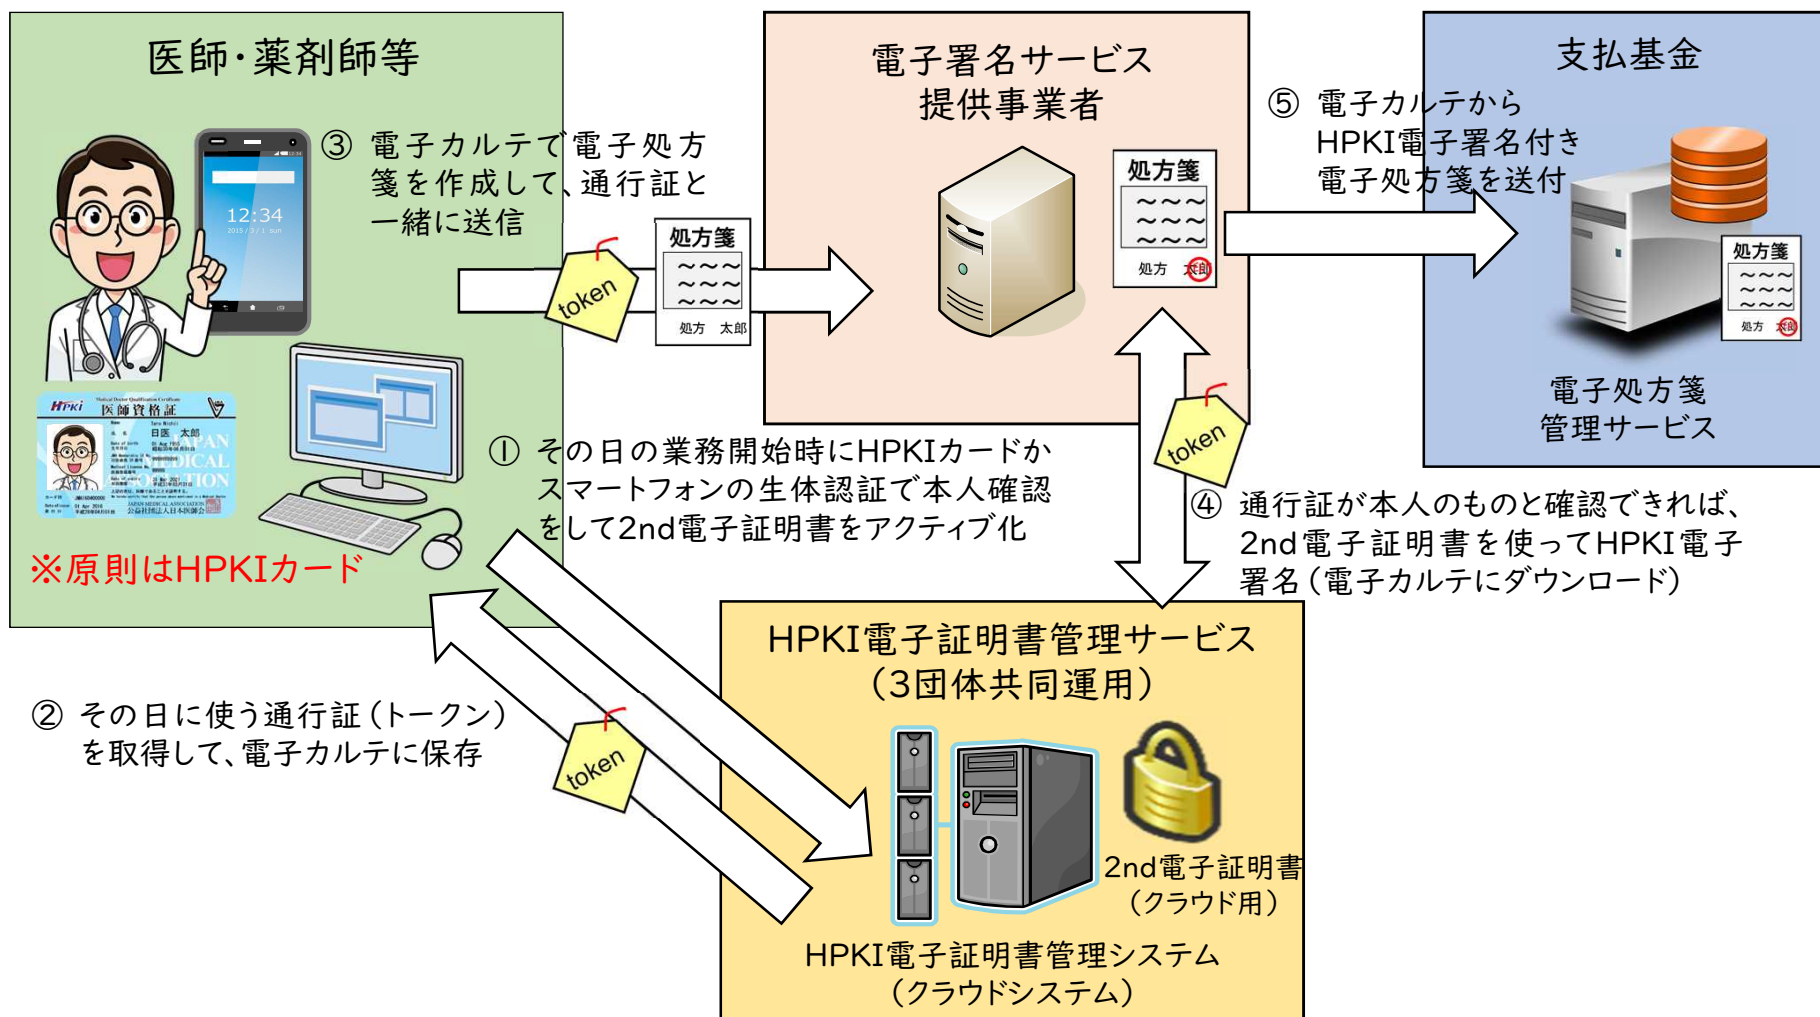 医師・薬剤師等
③ 電子カルテで電子処方
箋を作成して、通行証と
一緒に送信
12:34
token
処方箋
処方 太郎
HPKI
医師資格証
日医 太郎
※原則はHPKIカード
電子署名サービス
提供事業者
処方箋
処方 太郎
⑤ 電子カルテから
HPKI電子署名付き
電子処方箋を送付
支払基金
処方箋
処方 太郎
電子処方箋
管理サービス
① その日の業務開始時にHPKIカードか
スマートフォンの生体認証で本人確認
をして2nd電子証明書をアクティブ化
token
④ 通行証が本人のものと確認できれば、
2nd電子証明書を使ってHPKI電子
署名(電子カルテにダウンロード)
② その日に使う通行証(トークン)
を取得して、電子カルテに保存
token
HPKI電子証明書管理サービス
(3団体共同運用)
2nd電子証明書
(クラウド用)
HPKI電子証明書管理システム
(クラウドシステム)